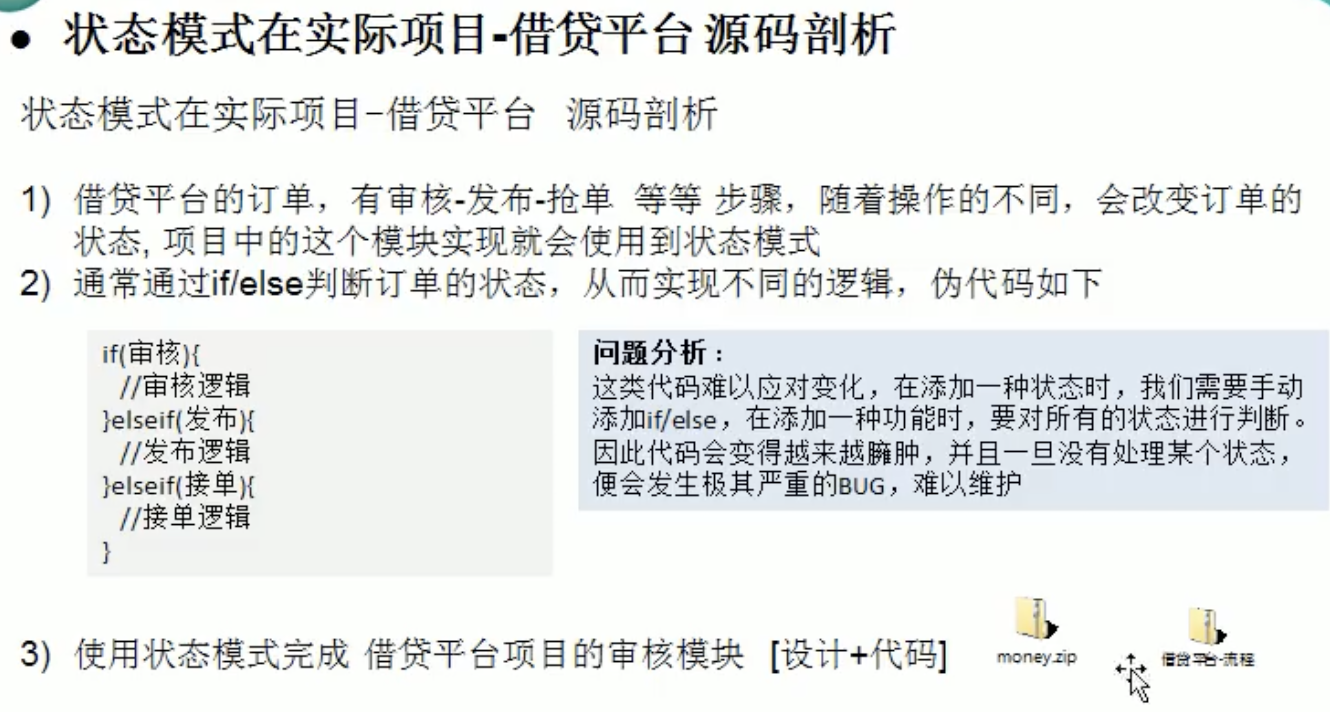 ● 状态模式在实际项目-借贷平台 源码剖析
状态模式在实际项目-借贷平台 源码剖析
1) 借贷平台的订单，有审核-发布-抢单 等等 步骤，随着操作的不同，会改变订单的
状态, 项目中的这个模块实现就会使用到状态模式
2) 通常通过if/else判断订单的状态，从而实现不同的逻辑，伪代码如下
if(审核){
//审核逻辑
}elseif(发布){
//发布逻辑
}elseif(接单){
//接单逻辑
}
问题分析：
这类代码难以应对变化，在添加一种状态时，我们需要手动
添加if/else，在添加一种功能时，要对所有的状态进行判断。
因此代码会变得越来越臃肿，并且一旦没有处理某个状态，
便会发生极其严重的BUG，难以维护
3) 使用状态模式完成 借贷平台项目的审核模块 [设计+代码]
money.zip
借贷平台-流程